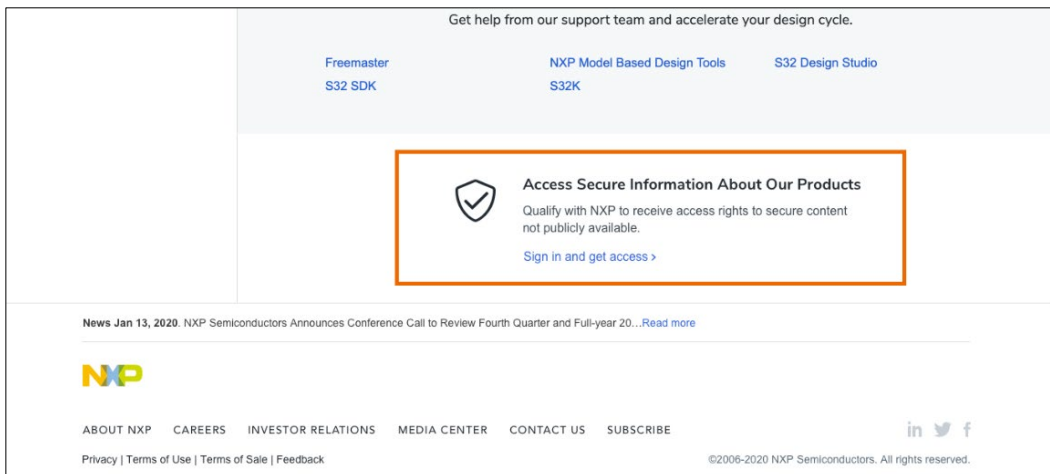 Get help from our support team and accelerate your design cycle.
Freemaster NXP Model Based Design Tools S32 Design Studio
S32 SDK S32K
Access Secure Information About Our Products
Qualify with NXP to receive access rights to secure content
not publicly available.
Sign in and get access >
News Jan 13, 2020. NXP Semiconductors Announces Conference Call to Review Fourth Quarter and Full-year 20...Read more
NXP
ABOUT NXP CAREERS INVESTOR RELATIONS MEDIA CENTER CONTACT US SUBSCRIBE
in f
Privacy | Terms of Use | Terms of Sale | Feedback ©2006-2020 NXP Semiconductors. All rights reserved.